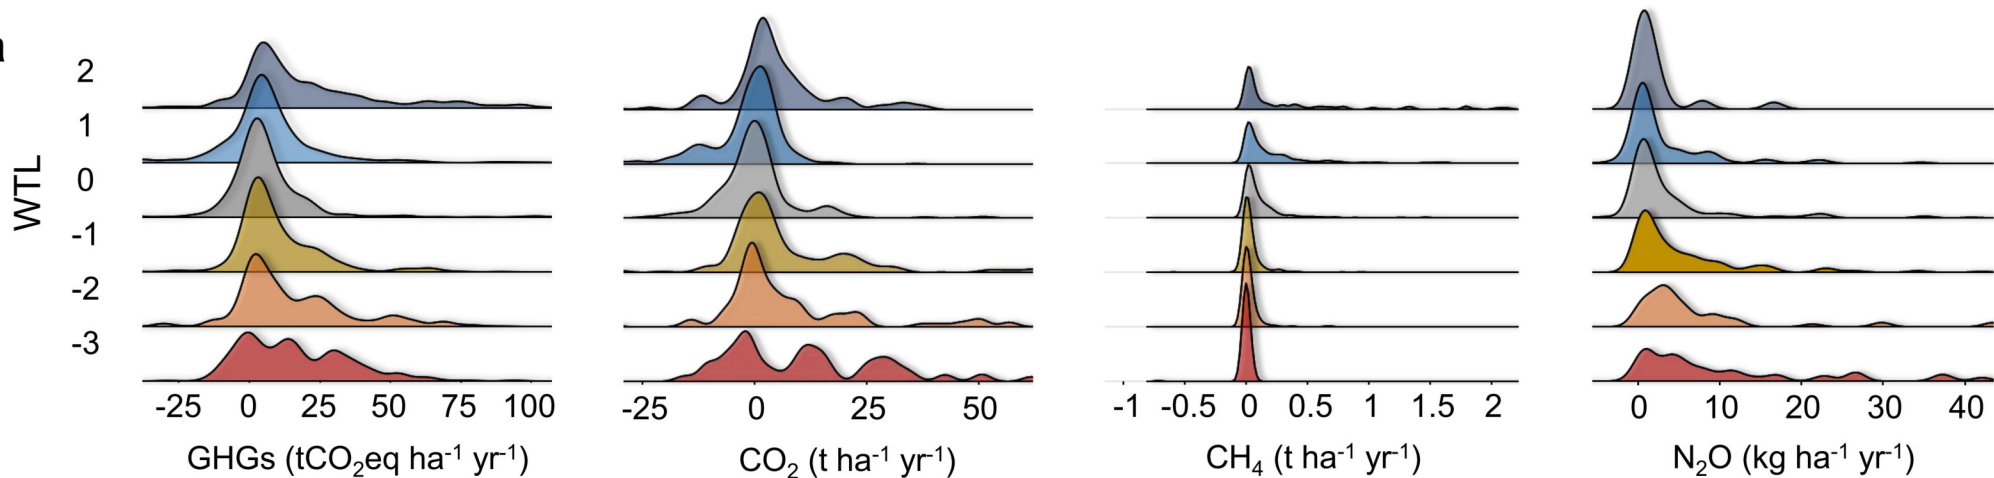 a
WTL
2
1
0
-1
-2
-3
-25 0 25 50 75 100
GHGs (tCO₂eq ha⁻¹ yr⁻¹)
-25 0 25 50
CO₂ (t ha⁻¹ yr⁻¹)
-1 -0.5 0 0.5 1 1.5 2
CH₄ (t ha⁻¹ yr⁻¹)
0 10 20 30 40
N₂O (kg ha⁻¹ yr⁻¹)